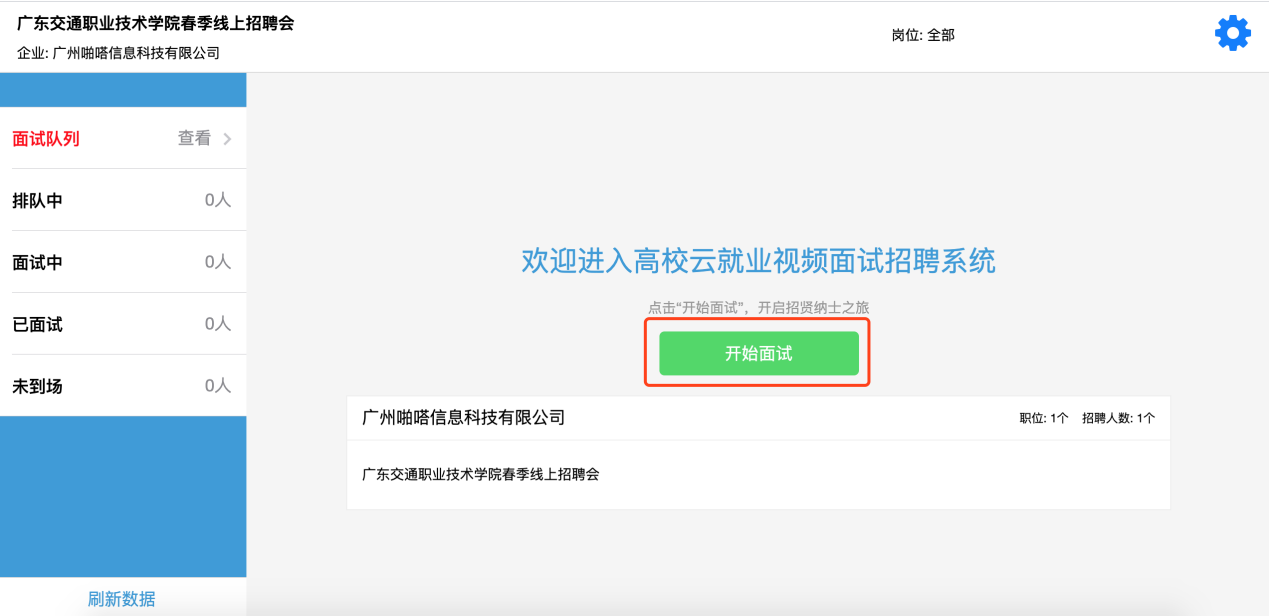 广东交通职业技术学院春季线上招聘会
企业: 广州啪嗒信息科技有限公司
岗位: 全部
面试队列 查看
排队中 0人
面试中 0人
已面试 0人
未到场 0人
刷新数据
欢迎进入高校云就业视频面试招聘系统
点击“开始面试”，开启招贤纳士之旅
开始面试
广州啪嗒信息科技有限公司 职位: 1个 招聘人数: 1个
广东交通职业技术学院春季线上招聘会